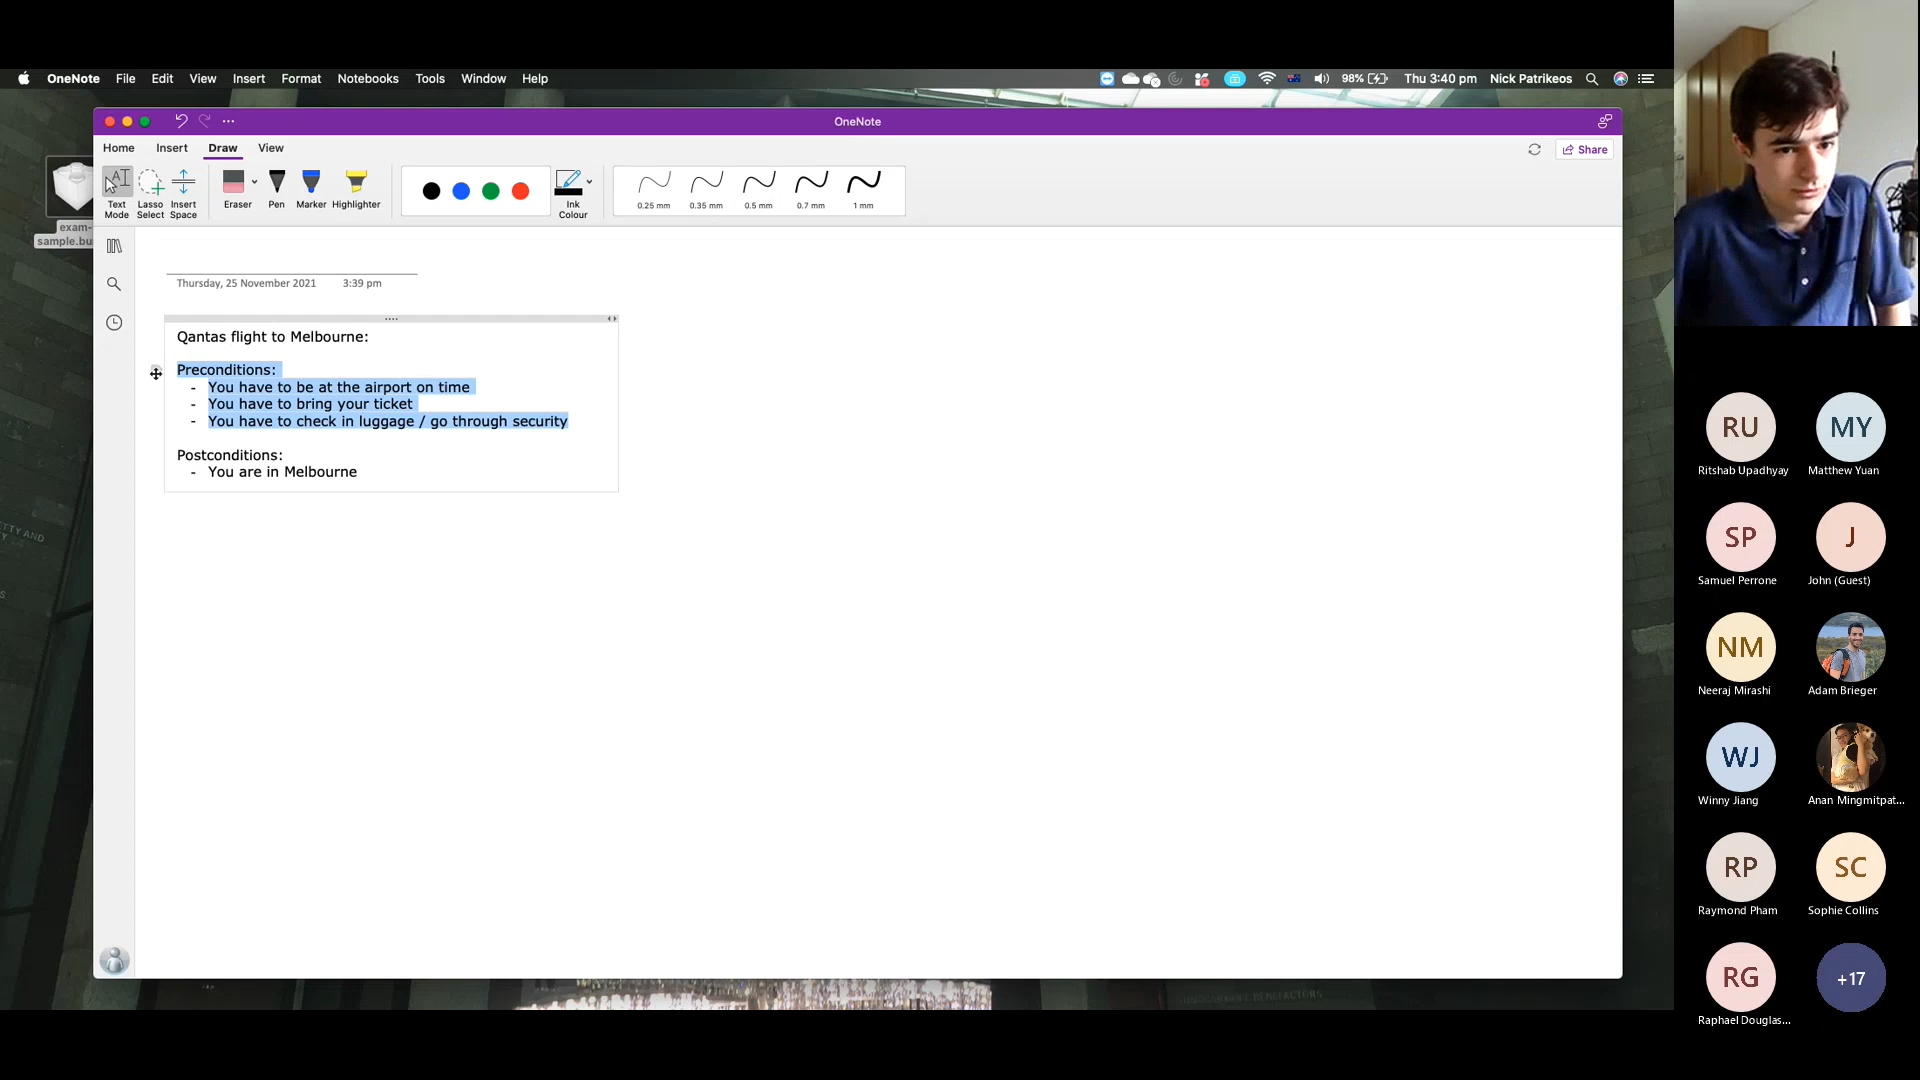 OneNote File Edit View Insert Format Notebooks Tools Window Help
98% Thu 3:40 pm Nick Patrikeos
OneNote
Home Insert Draw View
Share
Text Mode
Lasso Select
Insert Space
Eraser
Pen
Marker
Highlighter
Ink Colour
0.25 mm
0.35 mm
0.5 mm
0.7 mm
1 mm
exam-
sample.bu
Thursday, 25 November 2021 3:39 pm
Qantas flight to Melbourne:
Preconditions:
- You have to be at the airport on time
- You have to bring your ticket
- You have to check in luggage / go through security
Postconditions:
- You are in Melbourne
RU MY
Ritshab Upadhyay Matthew Yuan
SP J
Samuel Perrone John (Guest)
NM
Neeraj Mirashi Adam Brieger
WJ
Winny Jiang Anan Mingmitpat...
RP SC
Raymond Pham Sophie Collins
RG +17
Raphael Douglas...